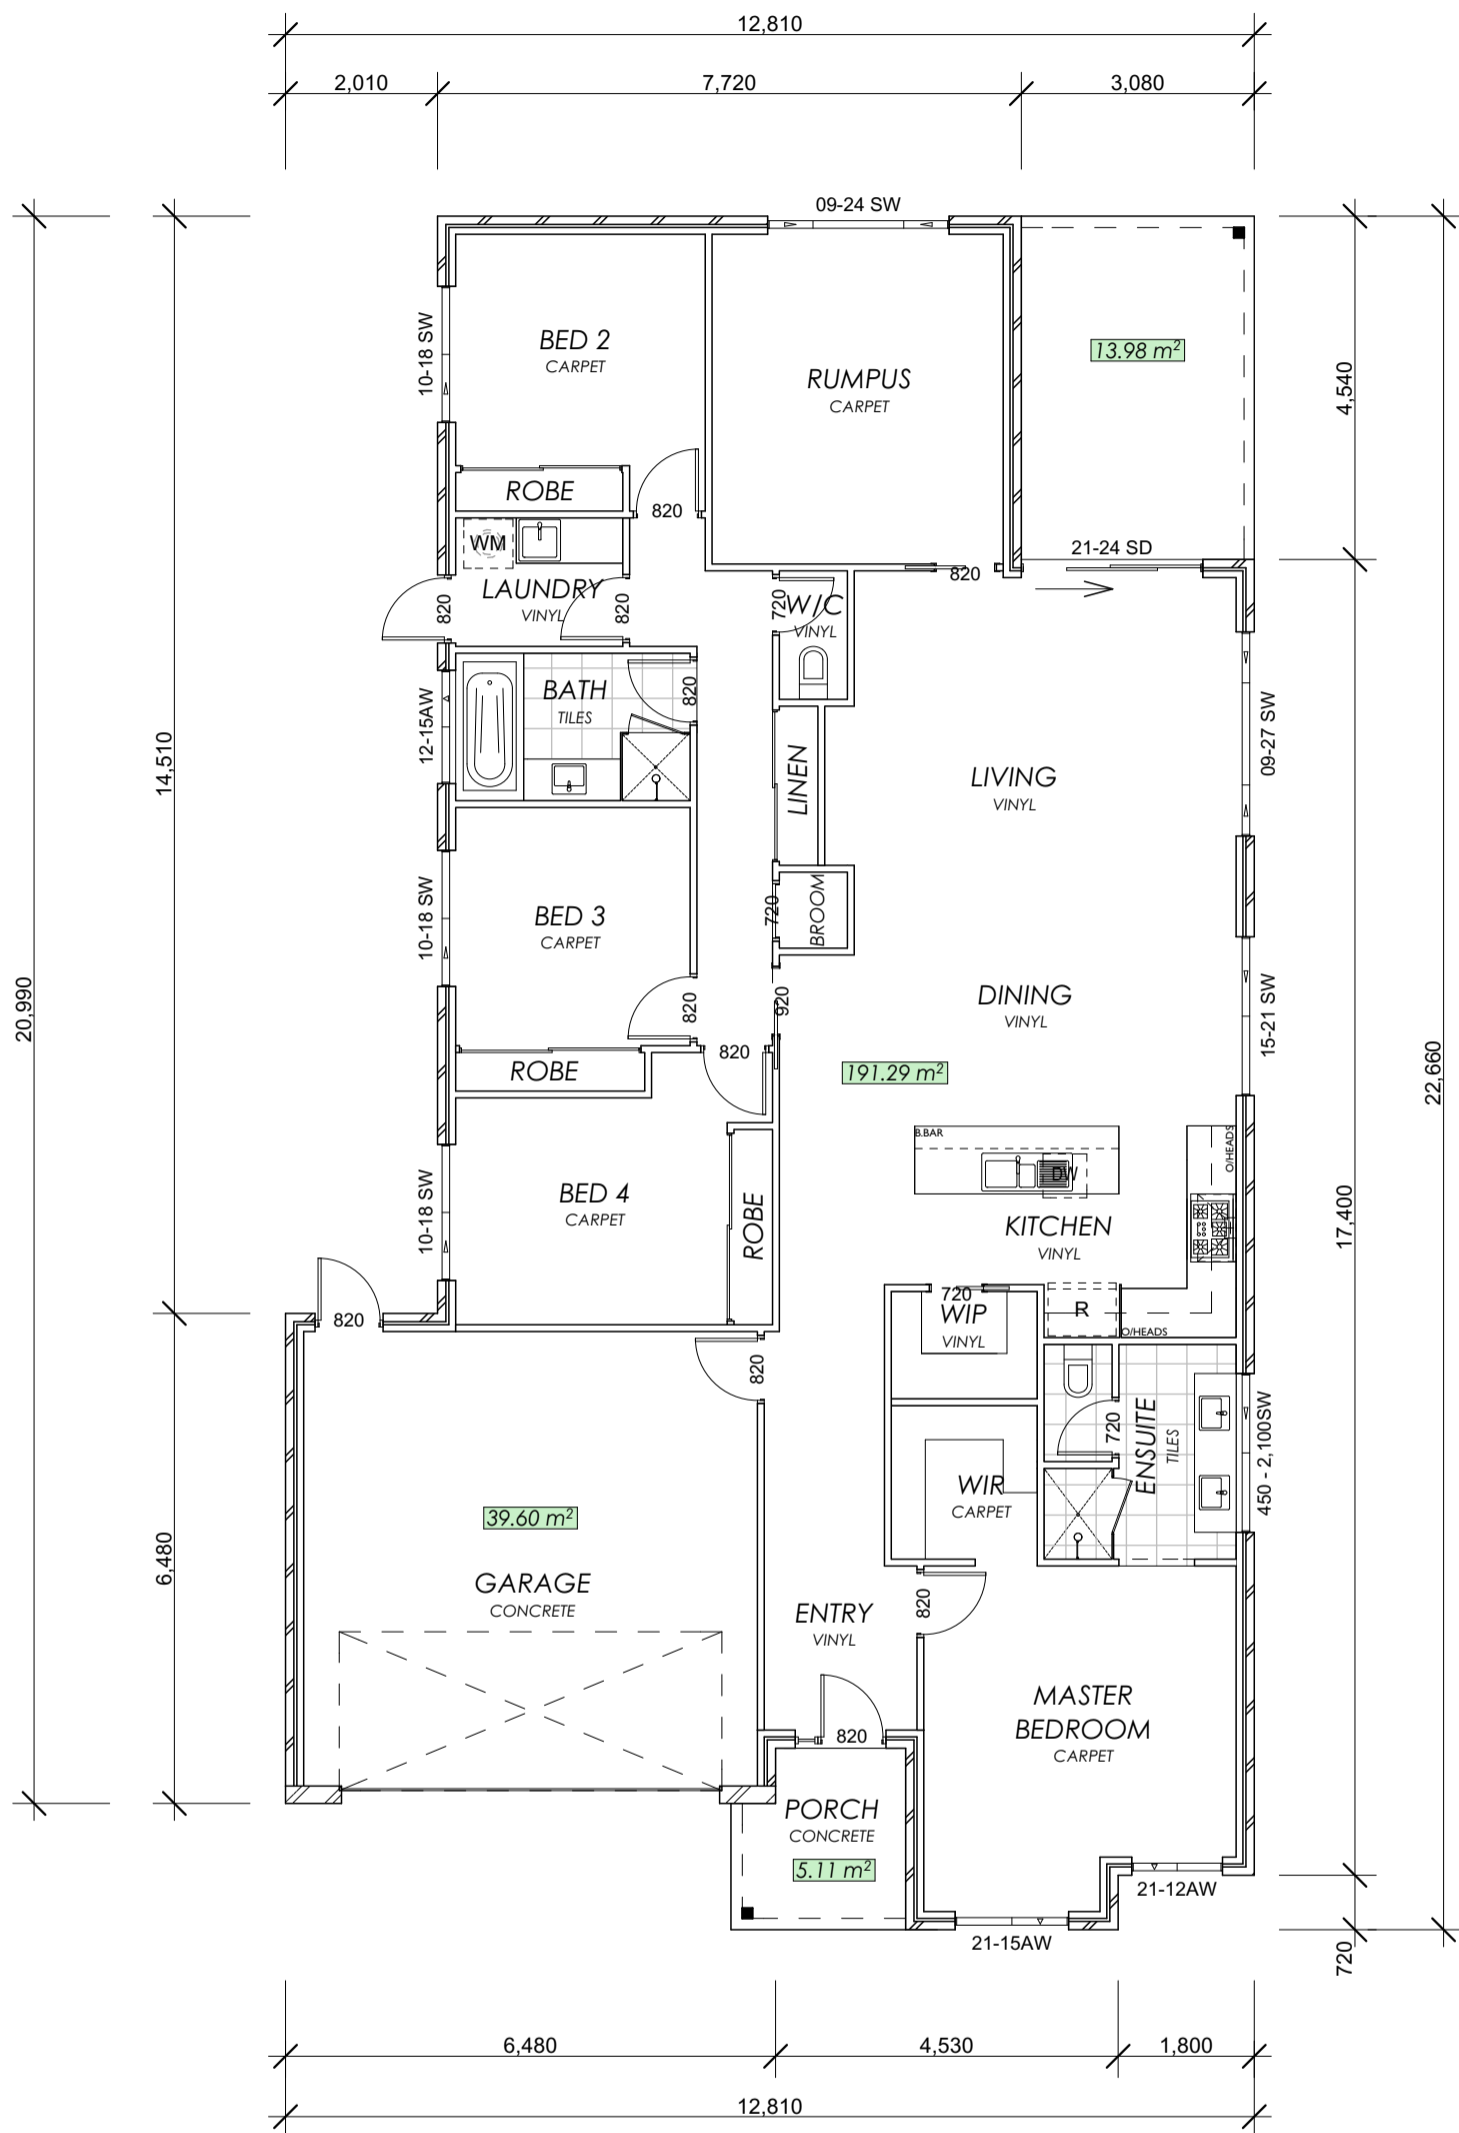 12,810
2,010
7,720
3,080
09-24 SW
10-18 SW
BED 2
CARPET
RUMPUS
CARPET
13.98 m²
4,540
ROBE
820
WM
21-24 SD
820
LAUNDRY
VINYL
820
820
720
W/C
VINYL
BATH
TILES
820
12-15AW
14,510
LINEN
LIVING
VINYL
09-27 SW
10-18 SW
BED 3
CARPET
720
BROOM
20,990
DINING
VINYL
820
920
15-21 SW
ROBE
820
191.29 m²
22,660
B.BAR
O/HEADS
DW
10-18 SW
BED 4
CARPET
ROBE
KITCHEN
VINYL
17,400
820
720
WIP
VINYL
R
O/HEADS
820
720
ENSUITE
TILES
450 - 2,100SW
WIR
CARPET
39.60 m²
6,480
GARAGE
CONCRETE
ENTRY
VINYL
820
MASTER
BEDROOM
CARPET
820
PORCH
CONCRETE
5.11 m²
21-12AW
21-15AW
720
6,480
4,530
1,800
12,810